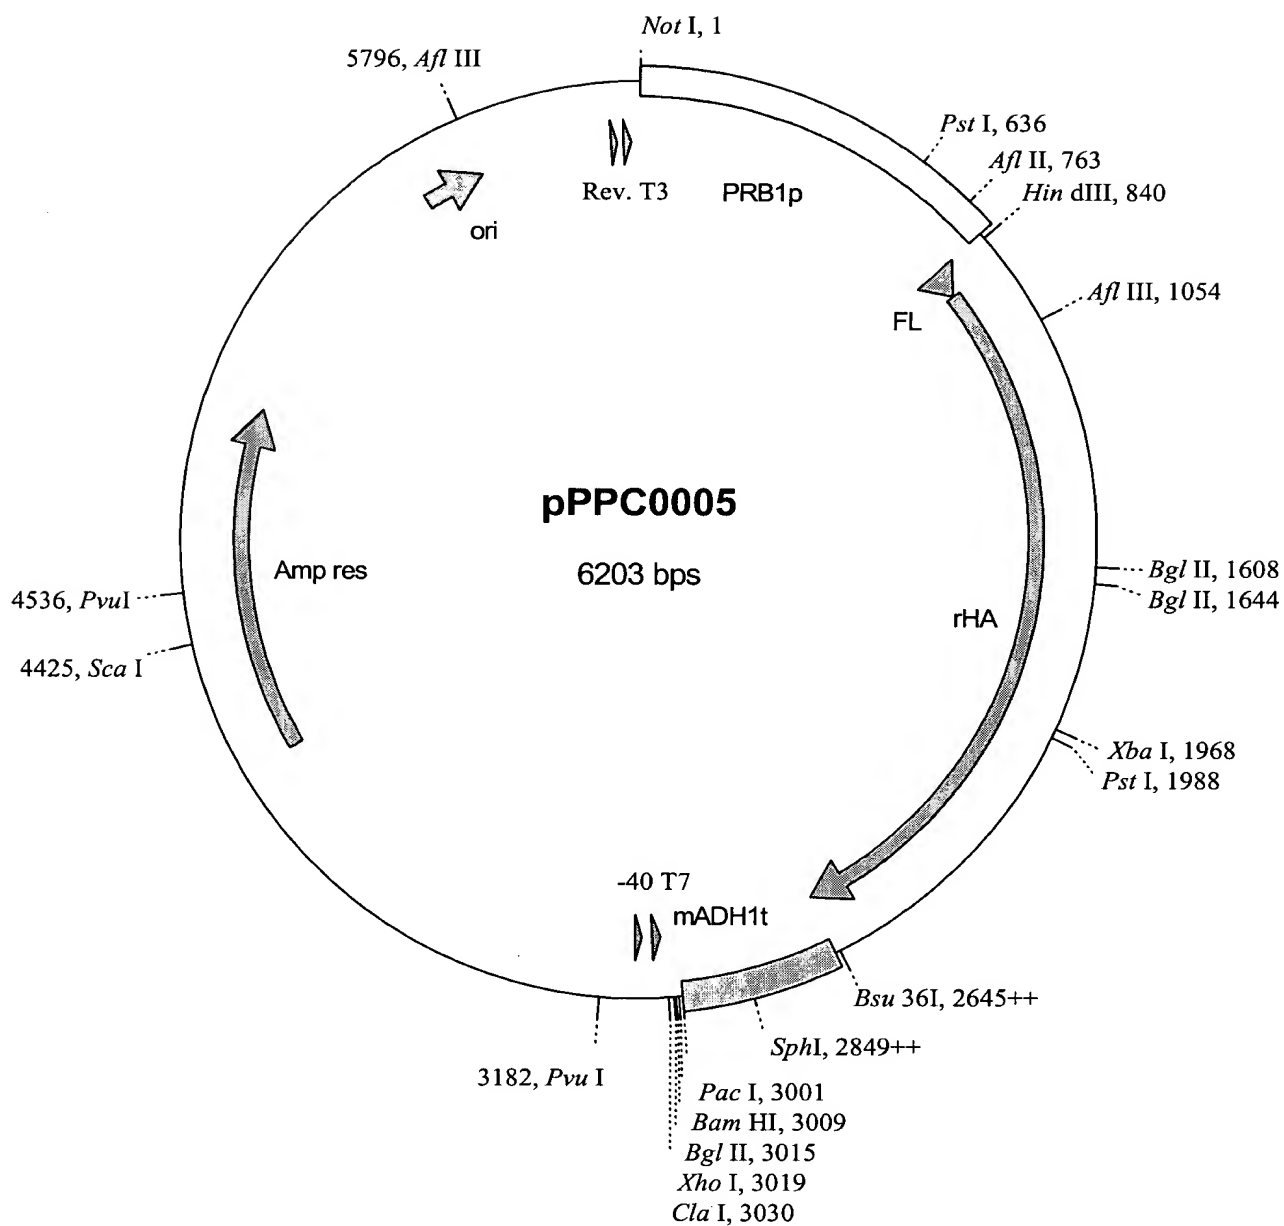 Not I, 1
5796, Afl III
Pst I, 636
Afl II, 763
Hin dIII, 840
Rev. T3
PRB1p
ori
Afl III, 1054
FL
pPPC0005
6203 bps
Amp res
Bgl II, 1608
Bgl II, 1644
4536, PvuI
rHA
4425, Sca I
Xba I, 1968
Pst I, 1988
-40 T7
mADH1t
Bsu 36I, 2645++
SphI, 2849++
3182, Pvu I
Pac I, 3001
Bam HI, 3009
Bgl II, 3015
Xho I, 3019
Cla I, 3030